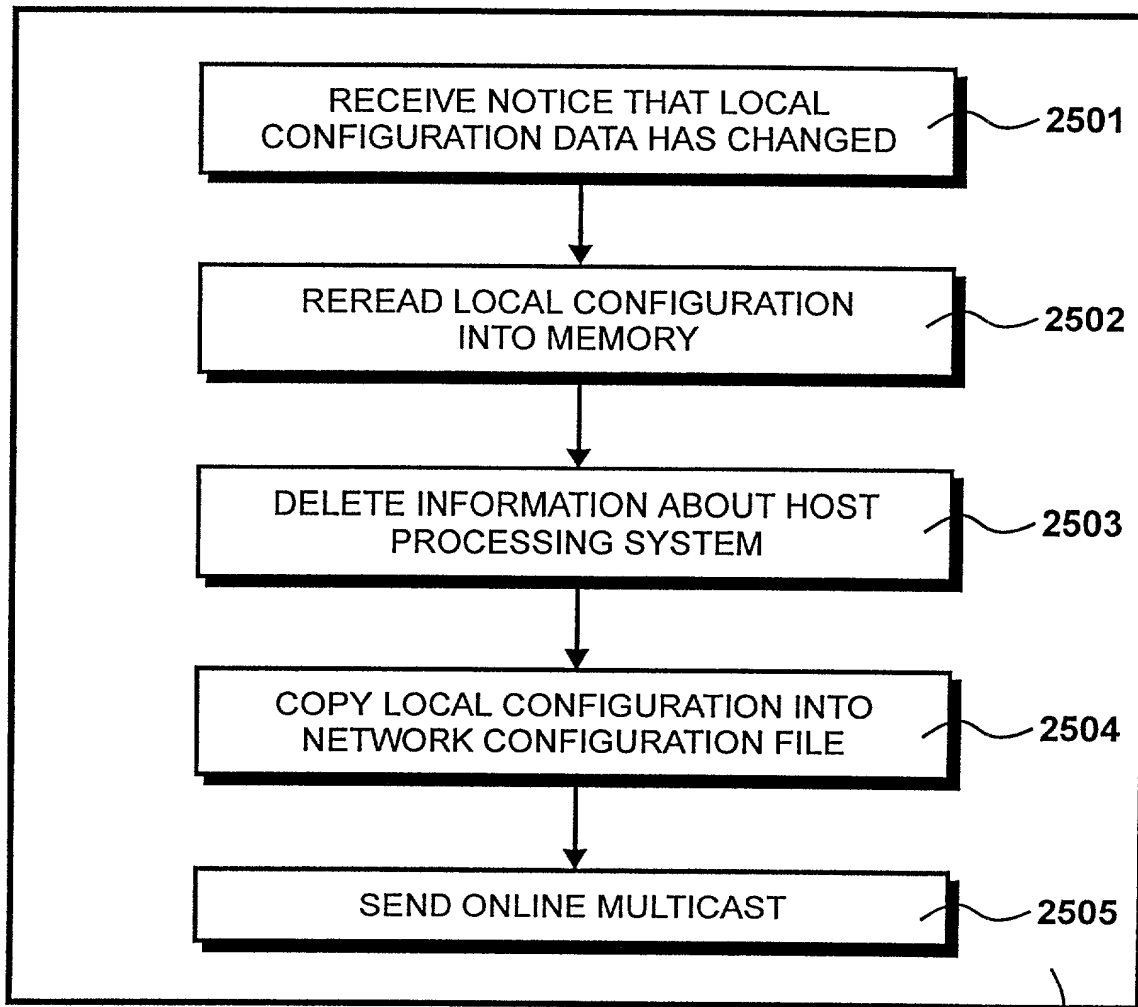 RECEIVE NOTICE THAT LOCAL
CONFIGURATION DATA HAS CHANGED
2501
REREAD LOCAL CONFIGURATION
INTO MEMORY
2502
DELETE INFORMATION ABOUT HOST
PROCESSING SYSTEM
2503
COPY LOCAL CONFIGURATION INTO
NETWORK CONFIGURATION FILE
2504
SEND ONLINE MULTICAST
2505